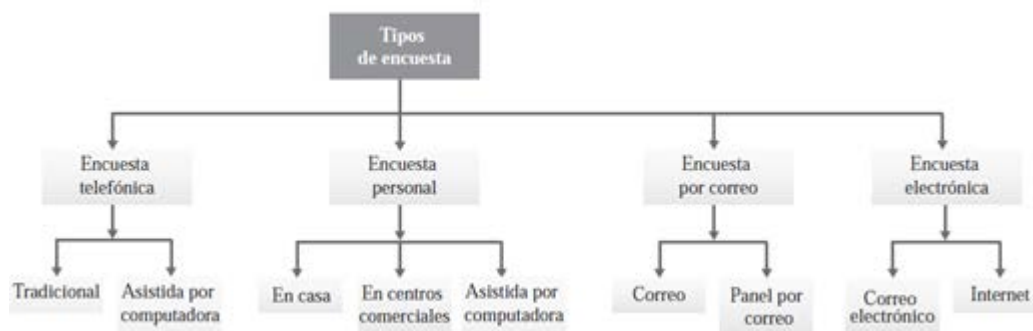 Tipos
de encuesta
Encuesta
telefónica
Encuesta
personal
Encuesta
por correo
Encuesta
electrónica
Tradicional
Asistida por
computadora
En casa
En centros
comerciales
Asistida por
computadora
Correo
Panel por
correo
Correo
electrónico
Internet